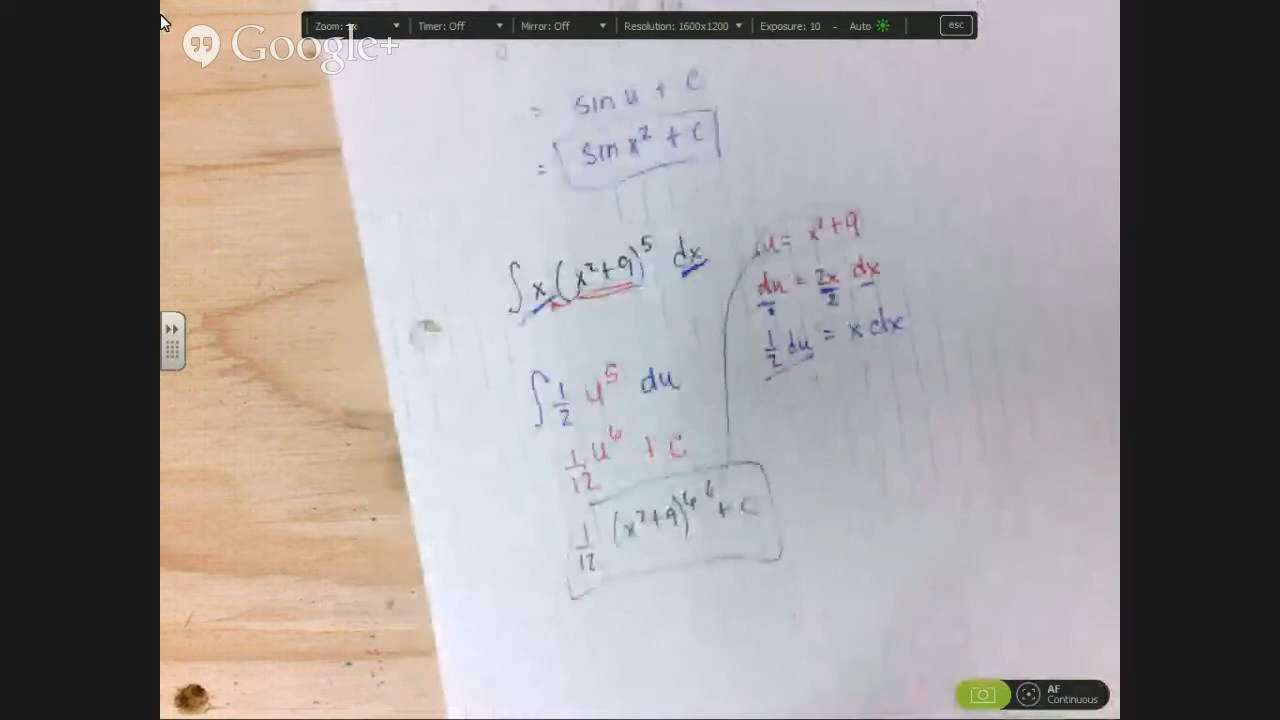 Zoom: 1x Timer: Off Mirror: Off Resolution: 1600x1200 Exposure: 10 - Auto esc
Google+
= sin u + C
= sin x² + C
∫ x (x²+9)⁵ dx
u = x²+9
du/2 = 2x/2 dx
1/2 du = x dx
∫ 1/2 u⁵ du
1/12 u⁶ + C
1/12 (x²+9)⁶ ⁶ + C
AF
Continuous